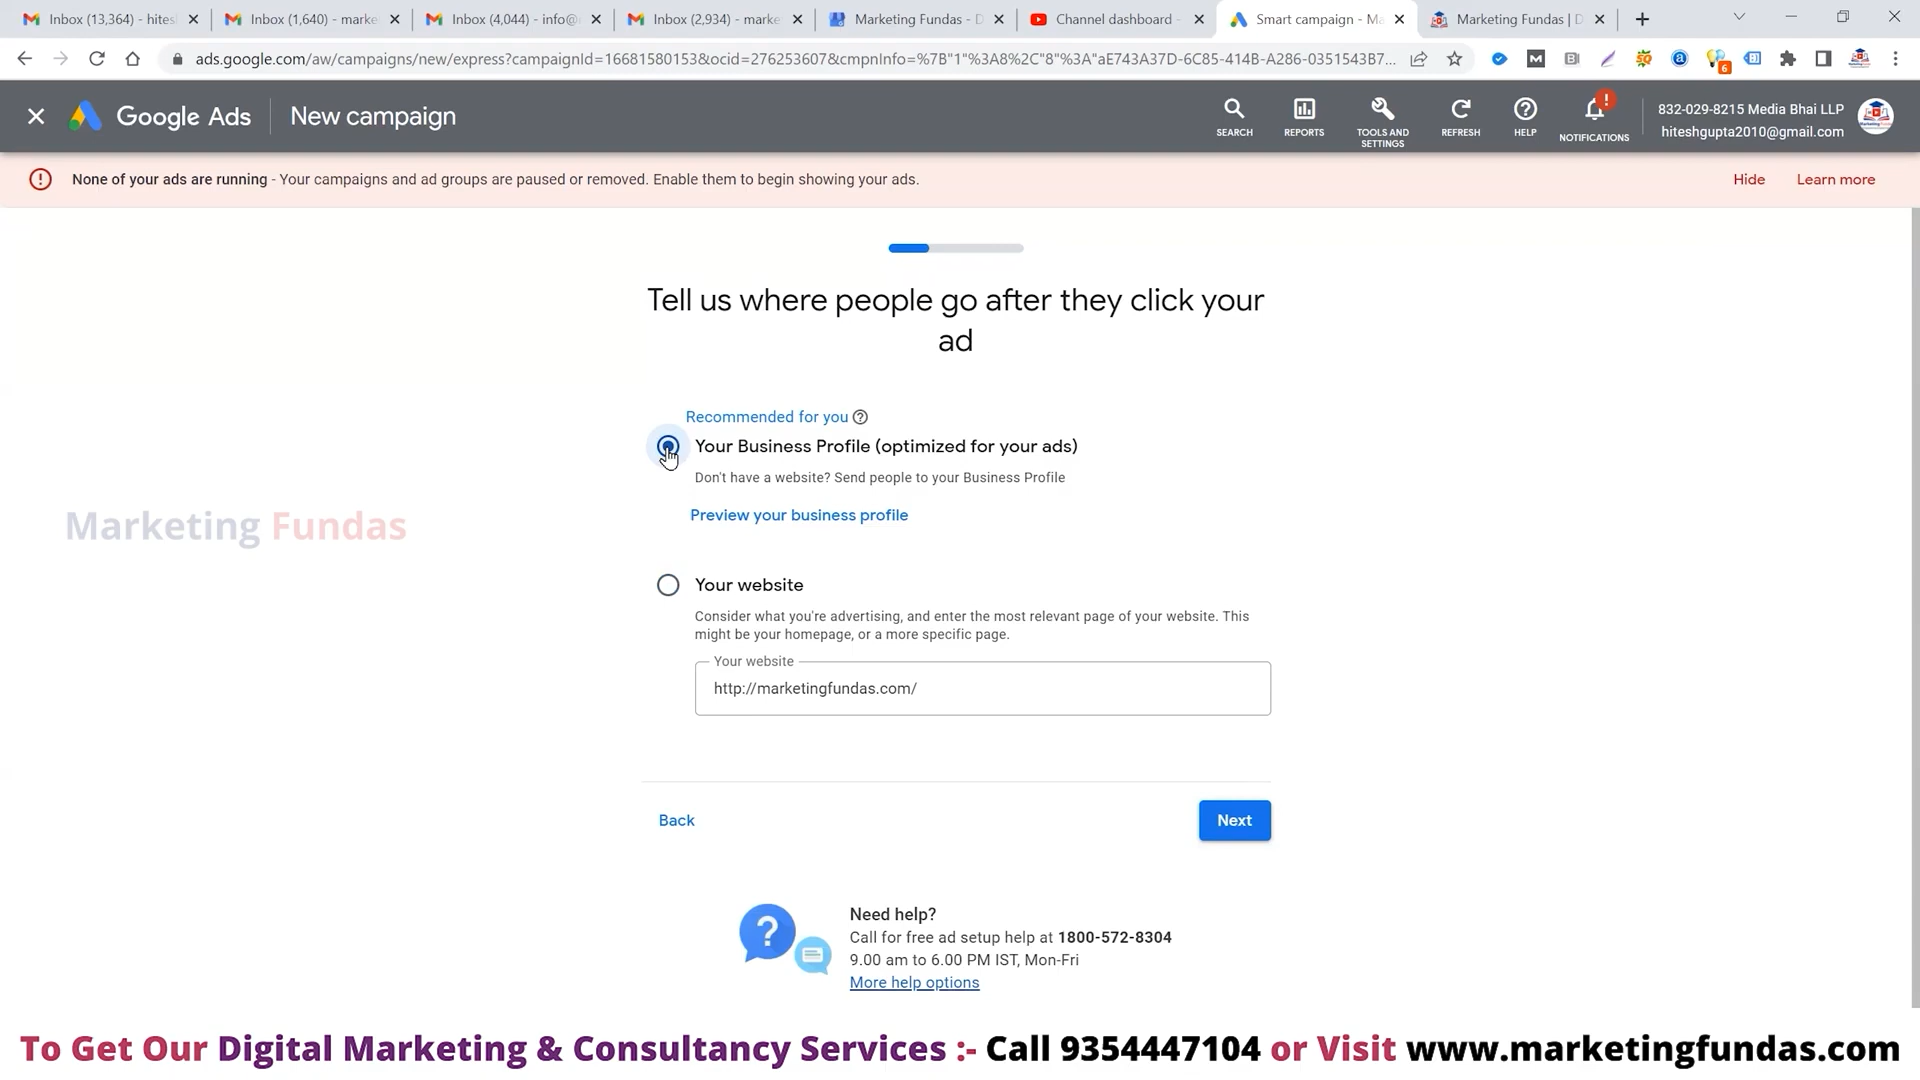 Inbox (13,364) - hites
Inbox (1,640) - marke
Inbox (4,044) - info@
Inbox (2,934) - marke
Marketing Fundas - D
Channel dashboard -
Smart campaign - Ma
Marketing Fundas | D
ads.google.com/aw/campaigns/new/express?campaignId=16681580153&ocid=276253607&cmpnInfo=%7B"1"%3A8%2C"8"%3A"aE743A37D-6C85-414B-A286-0351543B7...
6
Google Ads
New campaign
SEARCH
REPORTS
TOOLS AND SETTINGS
REFRESH
HELP
NOTIFICATIONS
832-029-8215 Media Bhai LLP
hiteshgupta2010@gmail.com
None of your ads are running - Your campaigns and ad groups are paused or removed. Enable them to begin showing your ads.
Hide
Learn more
Tell us where people go after they click your
ad
Recommended for you
Your Business Profile (optimized for your ads)
Don't have a website? Send people to your Business Profile
Preview your business profile
Marketing Fundas
Your website
Consider what you're advertising, and enter the most relevant page of your website. This
might be your homepage, or a more specific page.
Your website
http://marketingfundas.com/
Back
Next
Need help?
Call for free ad setup help at 1800-572-8304
9.00 am to 6.00 PM IST, Mon-Fri
More help options
To Get Our Digital Marketing & Consultancy Services :- Call 9354447104 or Visit www.marketingfundas.com